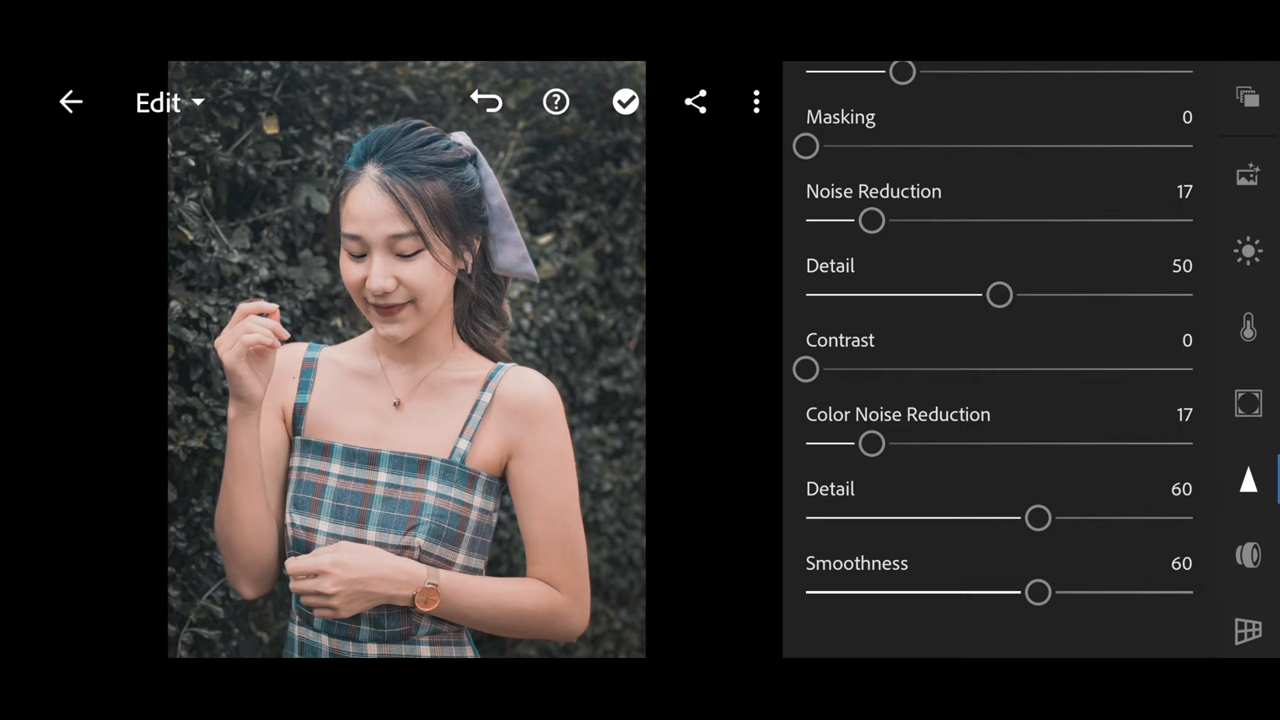 Edit
Masking 0
Noise Reduction 17
Detail 50
Contrast 0
Color Noise Reduction 17
Detail 60
Smoothness 60